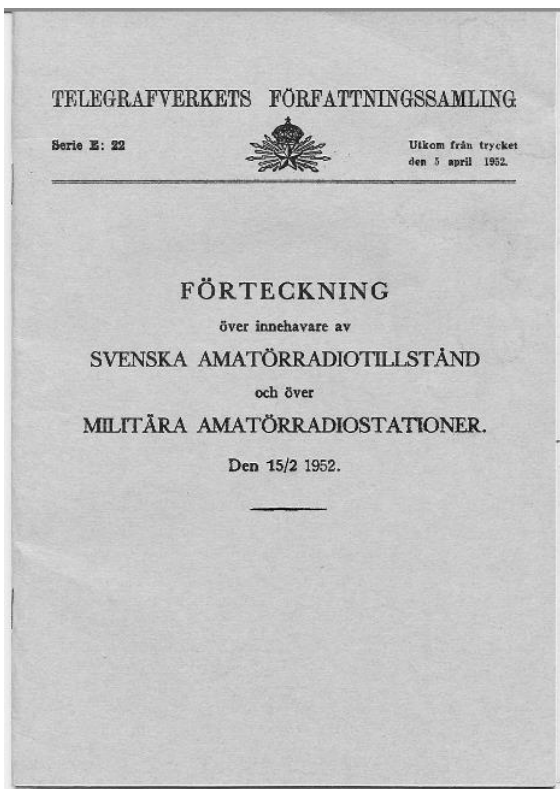 TELEGRAFVERKETS FÖRFATTNINGSSAMLING
Serie E: 22
Utkom från trycket
den 5 april 1952.
FÖRTECKNING
över innehavare av
SVENSKA AMATÖRRADIOTILLSTÅND
och över
MILITÄRA AMATÖRRADIOSTATIONER.
Den 15/2 1952.